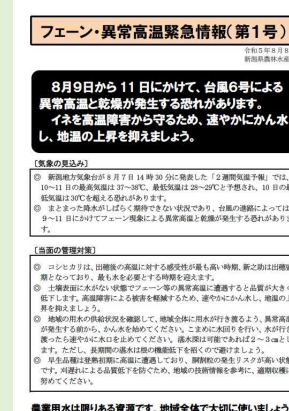 フェーン・異常高温緊急情報(第1号)
令和5年8月8
新潟県農林水産
8月9日から 11 日にかけて、台風6号による
異常高温と乾燥が発生する恐れがあります。
イネを高温障害から守るため、速やかにかん水
し、地温の上昇を抑えましょう。
［気象の見込み］
◎ 新潟地方気象台が8月7日 14 時 30 分に発表した「2週間気温予報」では、
10~11 日の最高気温は 37~38℃、最低気温は 28~29℃と予想され、10 日の最
低気温は30℃を超える恐れがあります。
◎ まとまった降水がしばらく期待できない状況であり、台風の進路によっては
9~11 日にかけてフェーン現象による異常高温と乾燥が発生する恐れがありま
す。
［当面の管理対策］
◎ コシヒカリは、出穂後の高温に対する感受性が最も高い時期、新之助は出穂
期となっており、最も水を必要とする時期を迎えます。
◎ 土壌表面に水がない状態でフェーン等の異常高温に遭遇すると品質が大き
低下します。高温障害による被害を軽減するため、速やかにかん水し、地温の上
昇を抑えましょう。
◎ 地域の用水の供給状況を確認して、地域全体に用水が行き渡るよう、異常高温
が発生する前から、かん水を始めてください。こまめに水回りを行い、水が行き
渡ったら速やかに水口を止めてください。湛水深は可能であれば2~3㎝とし
ます。ただし、長期間の湛水は根の機能低下を招くので避けましょう。
◎ 早生品種は登熟初期に高温に遭遇しており、胴割粒の発生リスクが高い状態
です。刈遅れによる品質低下を防ぐため、地域の技術情報を参考に、適期収穫に
努めてください。
農業用水は限りある資源です。地域全体で大切に使いましょう